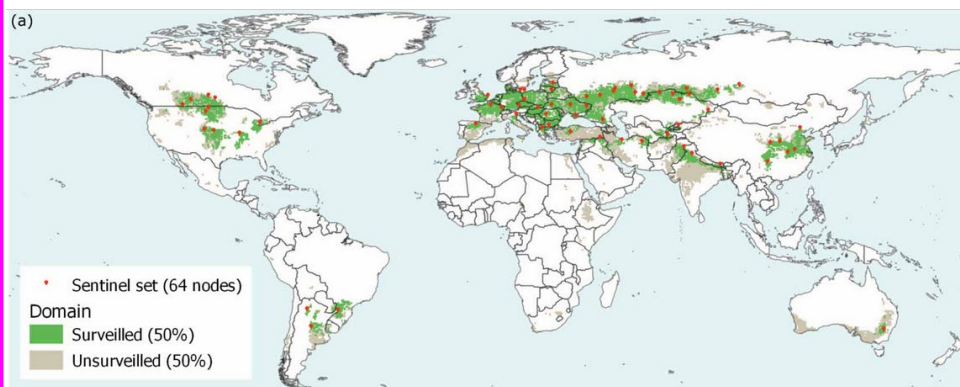 (a)
Sentinel set (64 nodes)
Domain
Surveilled (50%)
Unsurveilled (50%)